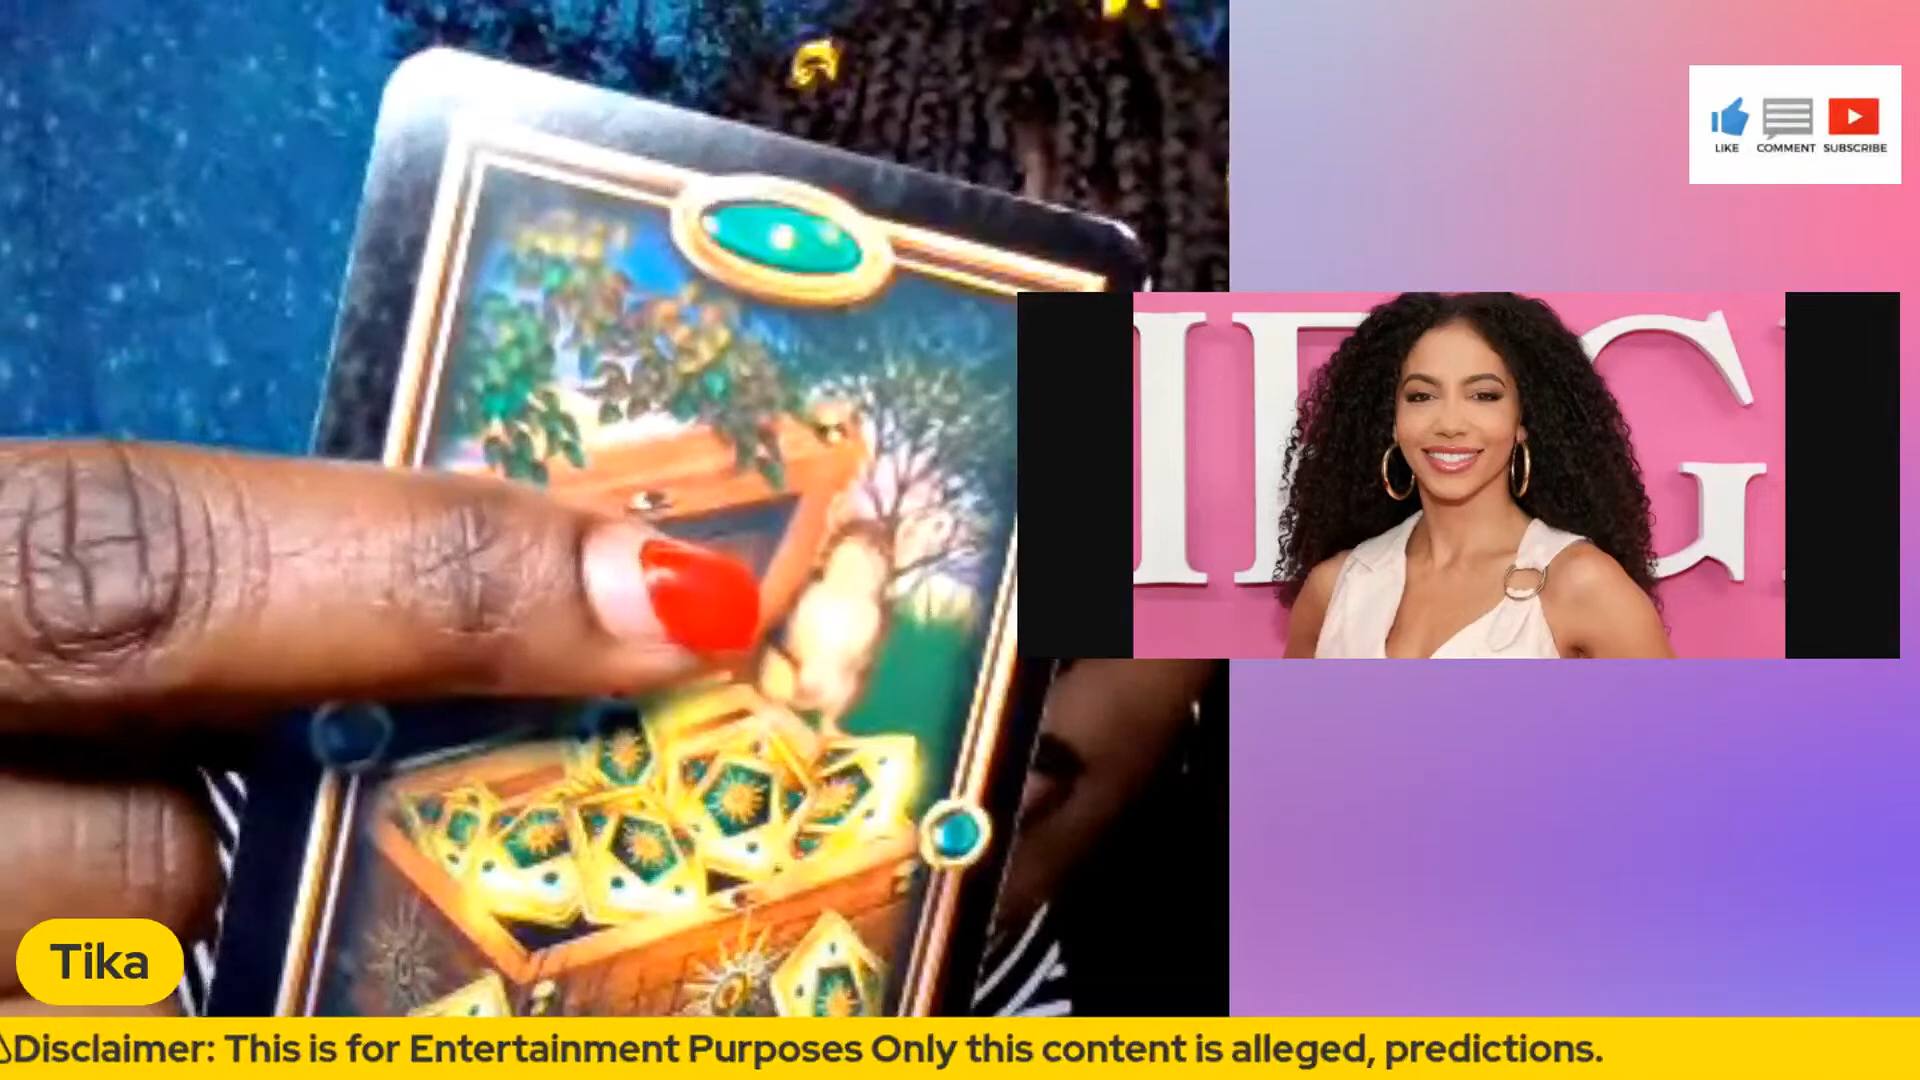 LIKE COMMENT SUBSCRIBE
Tika
Disclaimer: This is for Entertainment Purposes Only this content is alleged, predictions.